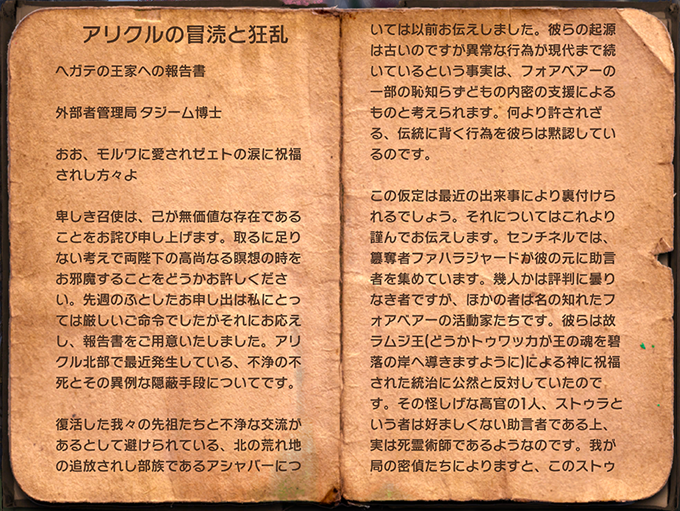 アリクルの冒涜と狂乱
ヘガテの王家への報告書
外部者管理局 タジーム博士
おお、モルワに愛されゼェトの涙に祝福
されし方々よ
卑しき召使は、己が無価値な存在である
ことをお詫び申し上げます。取るに足り
ない考えで両陛下の高尚なる瞑想の時を
お邪魔することをどうかお許しくださ
い。先週のふとしたお申し出は私にとっ
ては厳しいご命令でしたがそれにお応え
し、報告書をご用意いたしました。アリ
クル北部で最近発生している、不浄の不
死とその異例な隠蔽手段についてです。
復活した我々の先祖たちと不浄な交流が
あるとして避けられている、北の荒れ地
の追放されし部族であるアシャバーにつ
いては以前お伝えしました。彼らの起源
は古いのですが異常な行為が現代まで続
いているという事実は、フォアベアーの
一部の恥知らずどもの内密の支援による
ものと考えられます。何より許されざ
る、伝統に背く行為を彼らは黙認してい
るのです。
この仮定は最近の出来事により裏付けら
れるでしょう。それについてはこれより
謹んでお伝えします。センチネルでは、
簒奪者ファハラジャードが彼の元に助言
者を集めています。幾人かは評判に曇り
なき者ですが、ほかの者は名の知れたフ
ォアベアーの活動家たちです。彼らは故
ラムジ王(どうかトゥワッカが王の魂を碧
落の岸へ導きますように)による神に祝福
された統治に公然と反対していたので
す。その怪しげな高官の1人、ストゥラと
いう者は好ましくない助言者である上、
実は死霊術師であるようなのです。我が
局の密偵たちによりますと、このストゥ